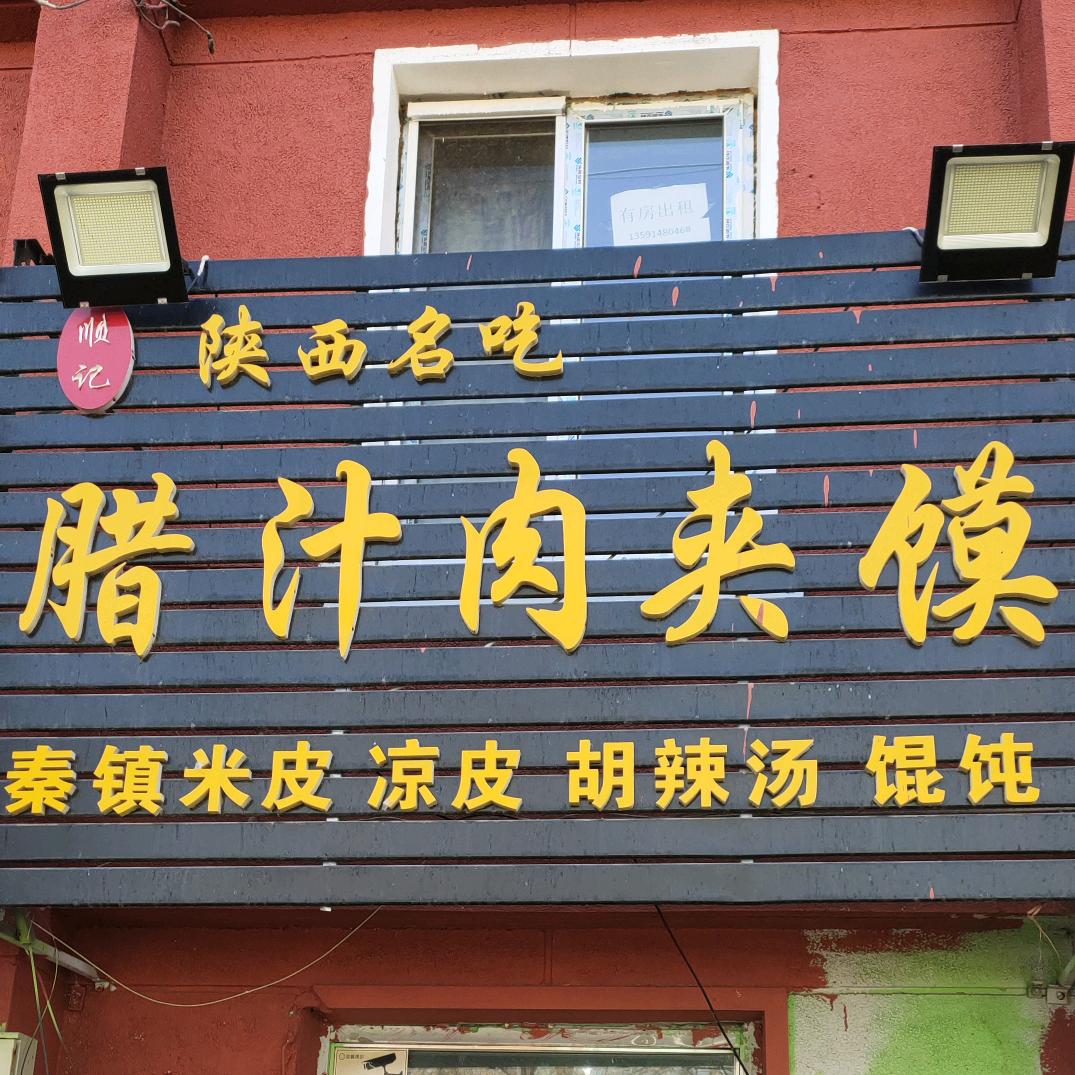 有房出租
13591480468
顺记
陕西名吃
腊汁肉夹馍
秦镇米皮 凉皮 胡辣汤 馄饨